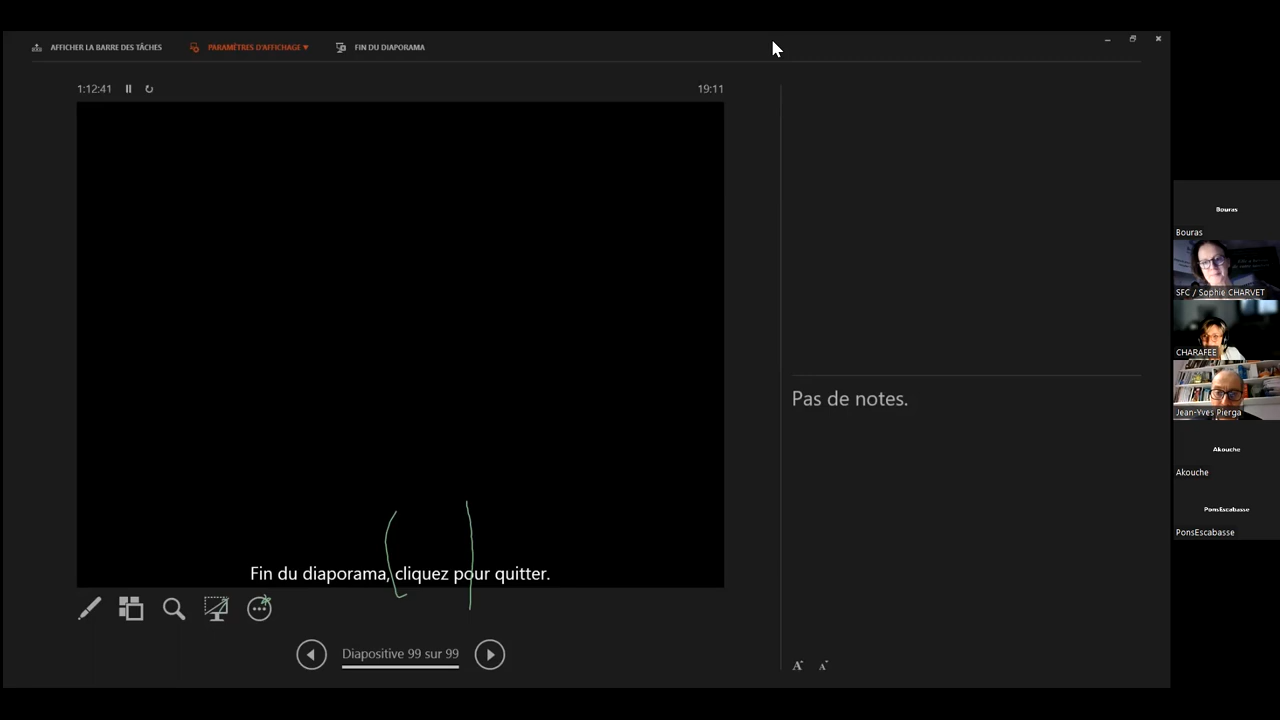 AFFICHER LA BARRE DES TÂCHES PARAMÈTRES D'AFFICHAGE ▼ FIN DU DIAPORAMA
1:12:41 19:11
Fin du diaporama, cliquez pour quitter.
Diapositive 99 sur 99
Pas de notes.
A A
Bouras
Bouras
SFC / Sophie CHARVET
CHARAFEE
Jean-Yves Pierga
Akouche
Akouche
PonsEscabasse
PonsEscabasse